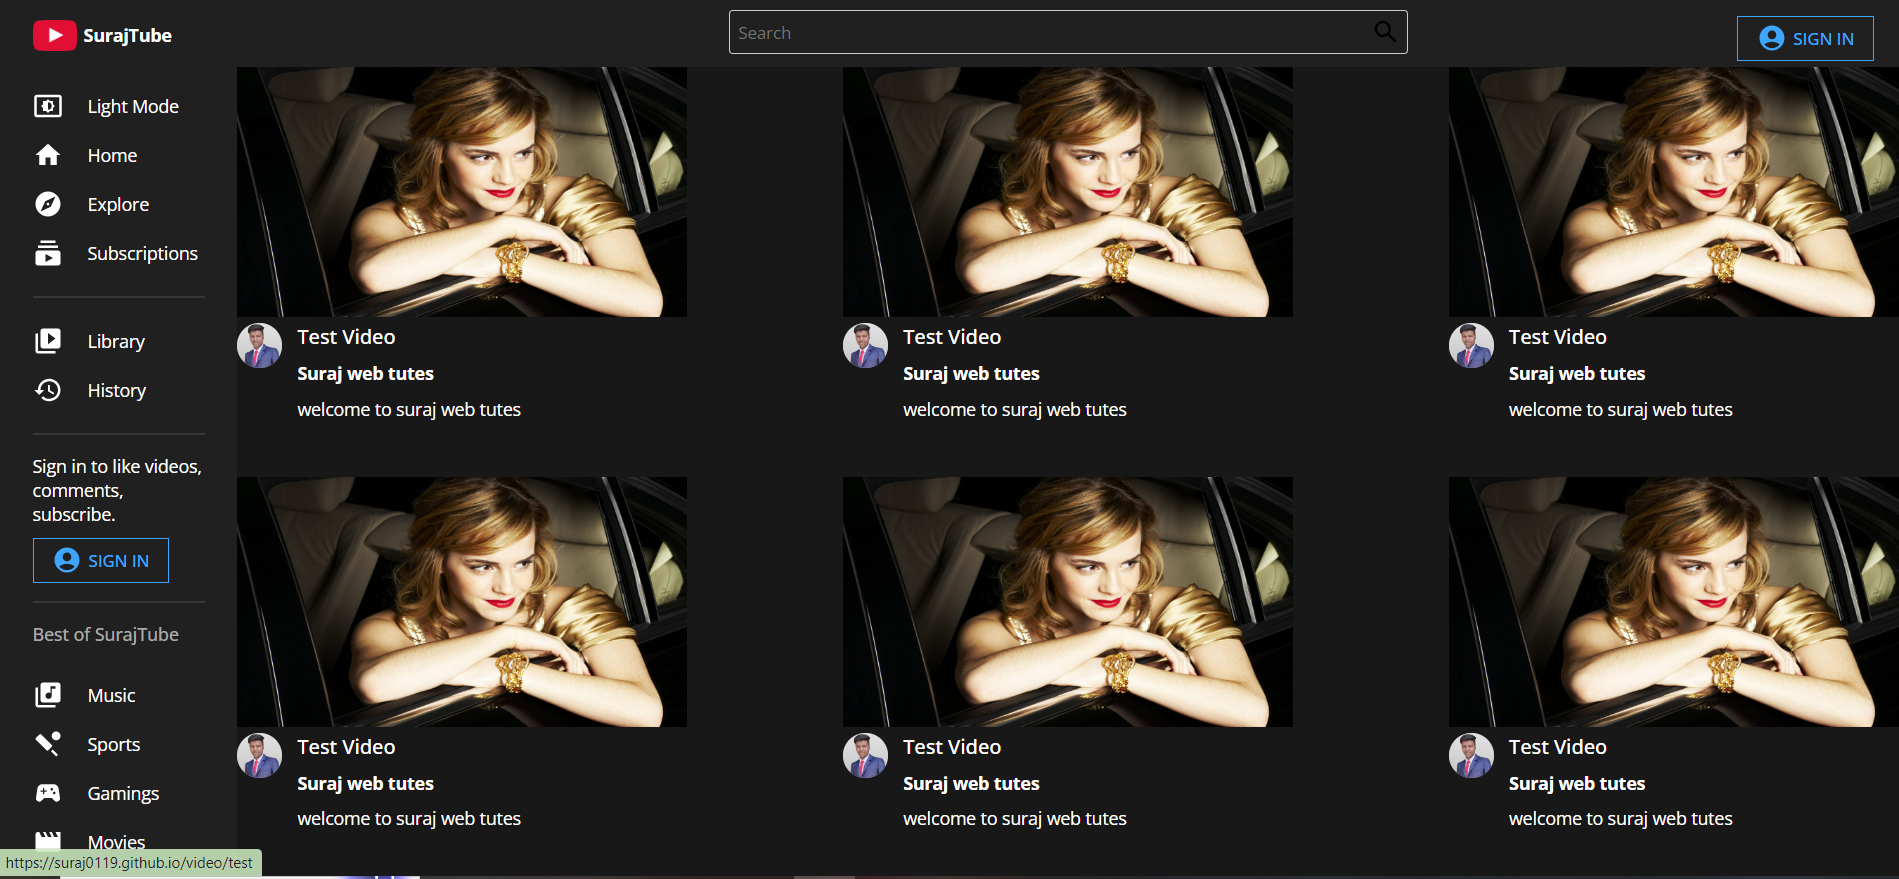 SurajTube
Search
SIGN IN
Light Mode
Home
Explore
Subscriptions
Library
History
Sign in to like videos,
comments,
subscribe.
SIGN IN
Best of SurajTube
Music
Sports
Gamings
Movies
Test Video
Suraj web tutes
welcome to suraj web tutes
Test Video
Suraj web tutes
welcome to suraj web tutes
Test Video
Suraj web tutes
welcome to suraj web tutes
Test Video
Suraj web tutes
welcome to suraj web tutes
Test Video
Suraj web tutes
welcome to suraj web tutes
Test Video
Suraj web tutes
welcome to suraj web tutes
https://suraj0119.github.io/video/test